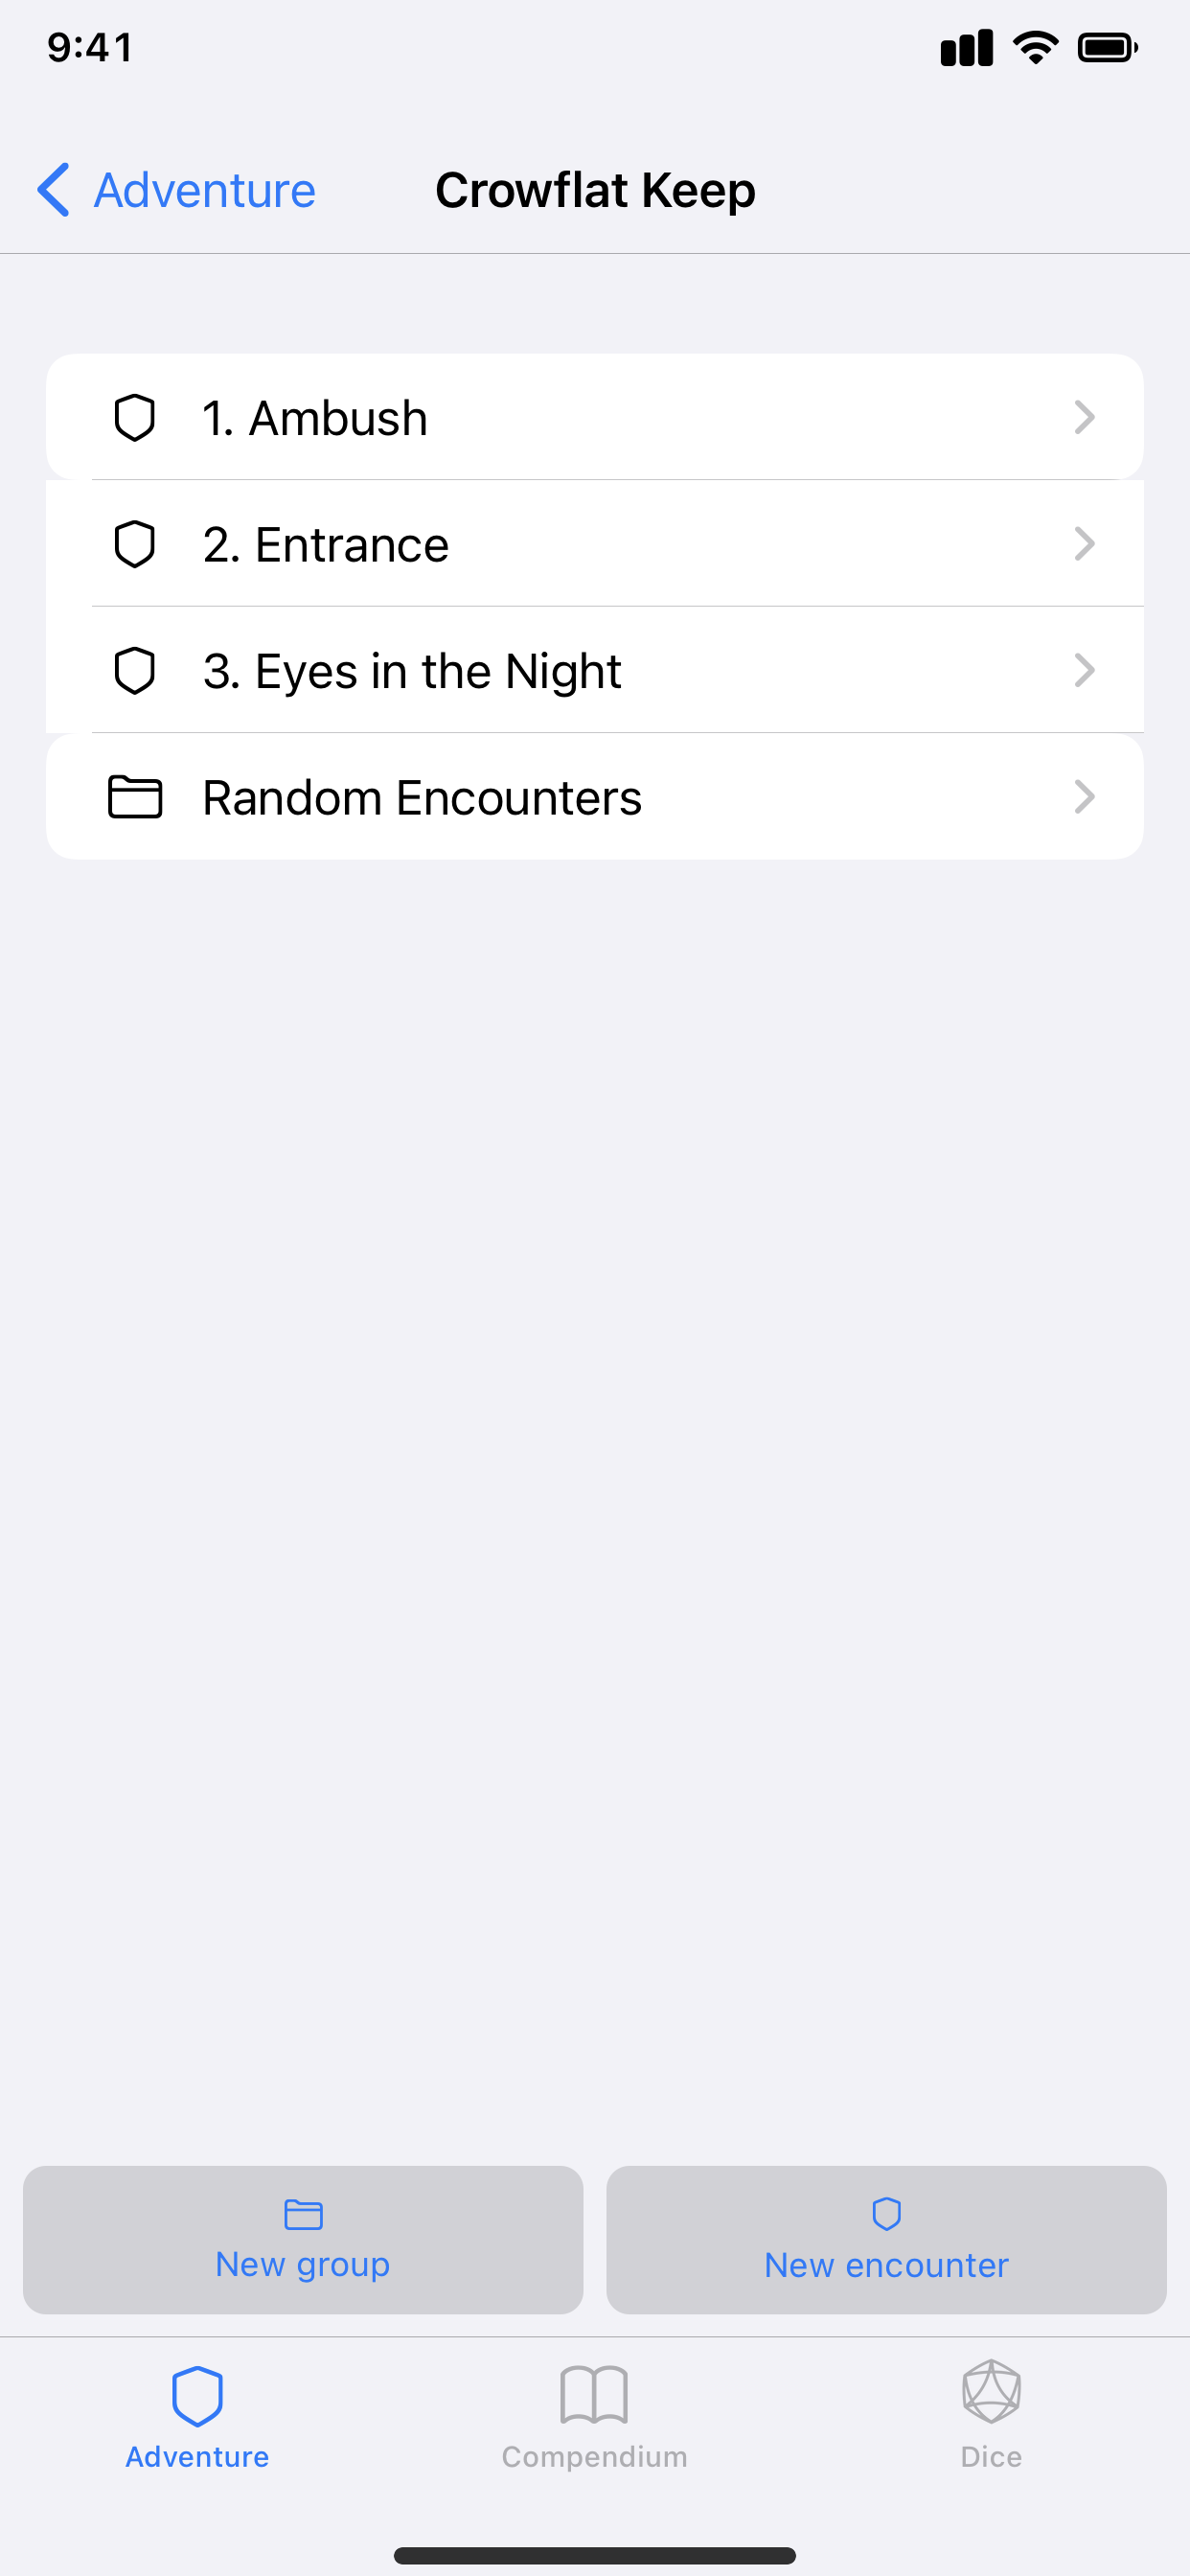 9:41
Adventure
Crowflat Keep
1. Ambush
2. Entrance
3. Eyes in the Night
Random Encounters
New group
New encounter
Adventure
Compendium
Dice